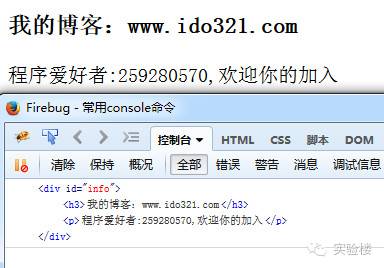 我的博客：www.ido321.com
程序爱好者:259280570,欢迎你的加入
Firebug - 常用console命令
控制台 HTML CSS 脚本 DOM
清除 保持 概况 全部 错误 警告 消息 调试信息
<div id="info">
<h3>我的博客：www.ido321.com</h3>
<p>程序爱好者:259280570,欢迎你的加入</p>
</div>
实验楼